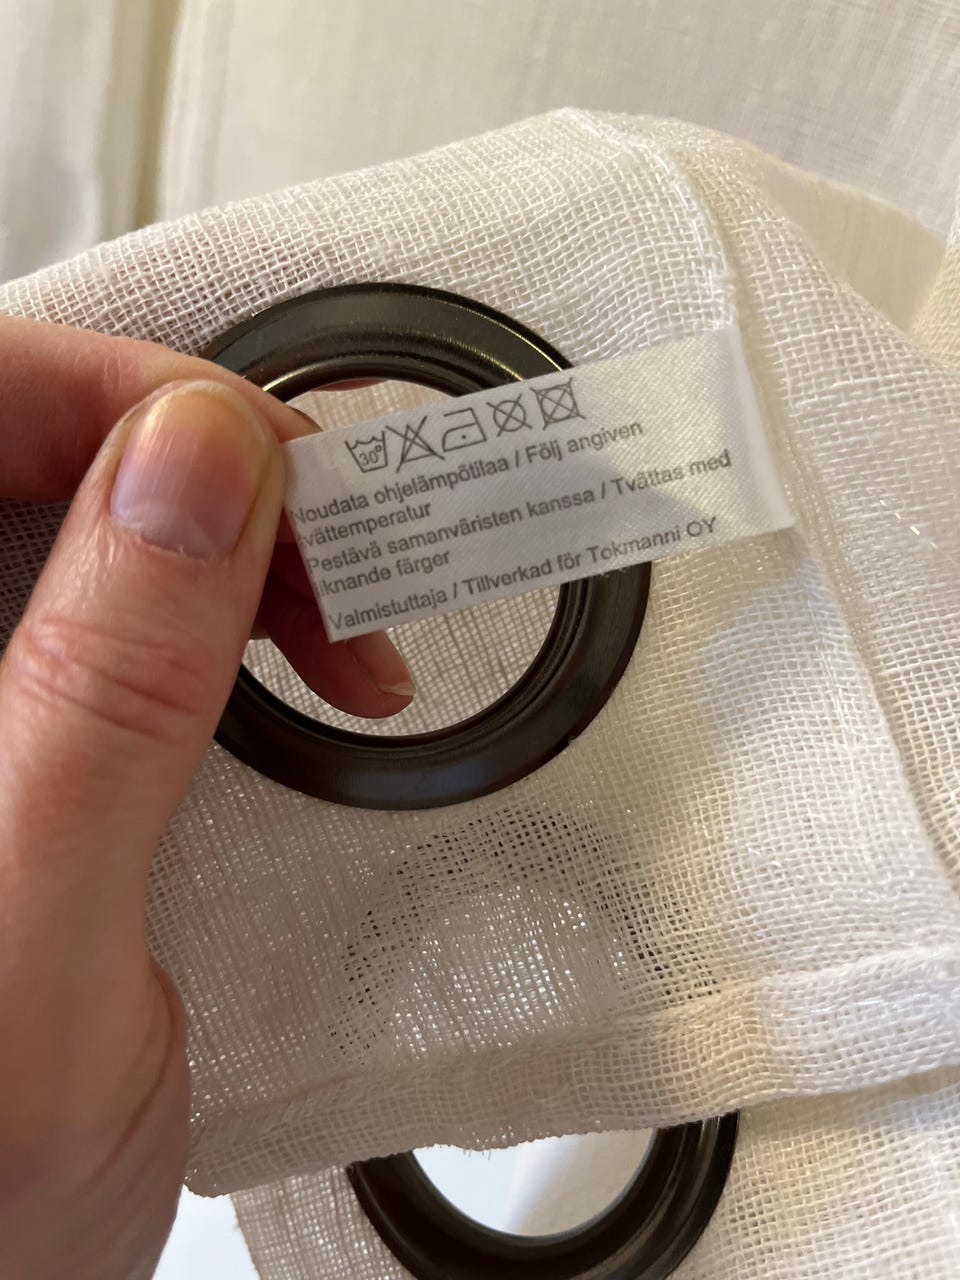 30°
Noudata ohjelämpötilaa / Följ angiven
tvättemperatur
Pestävä samanväristen kanssa / Tvättas med
liknande färger
Valmistuttaja / Tillverkad för Tokmanni OY